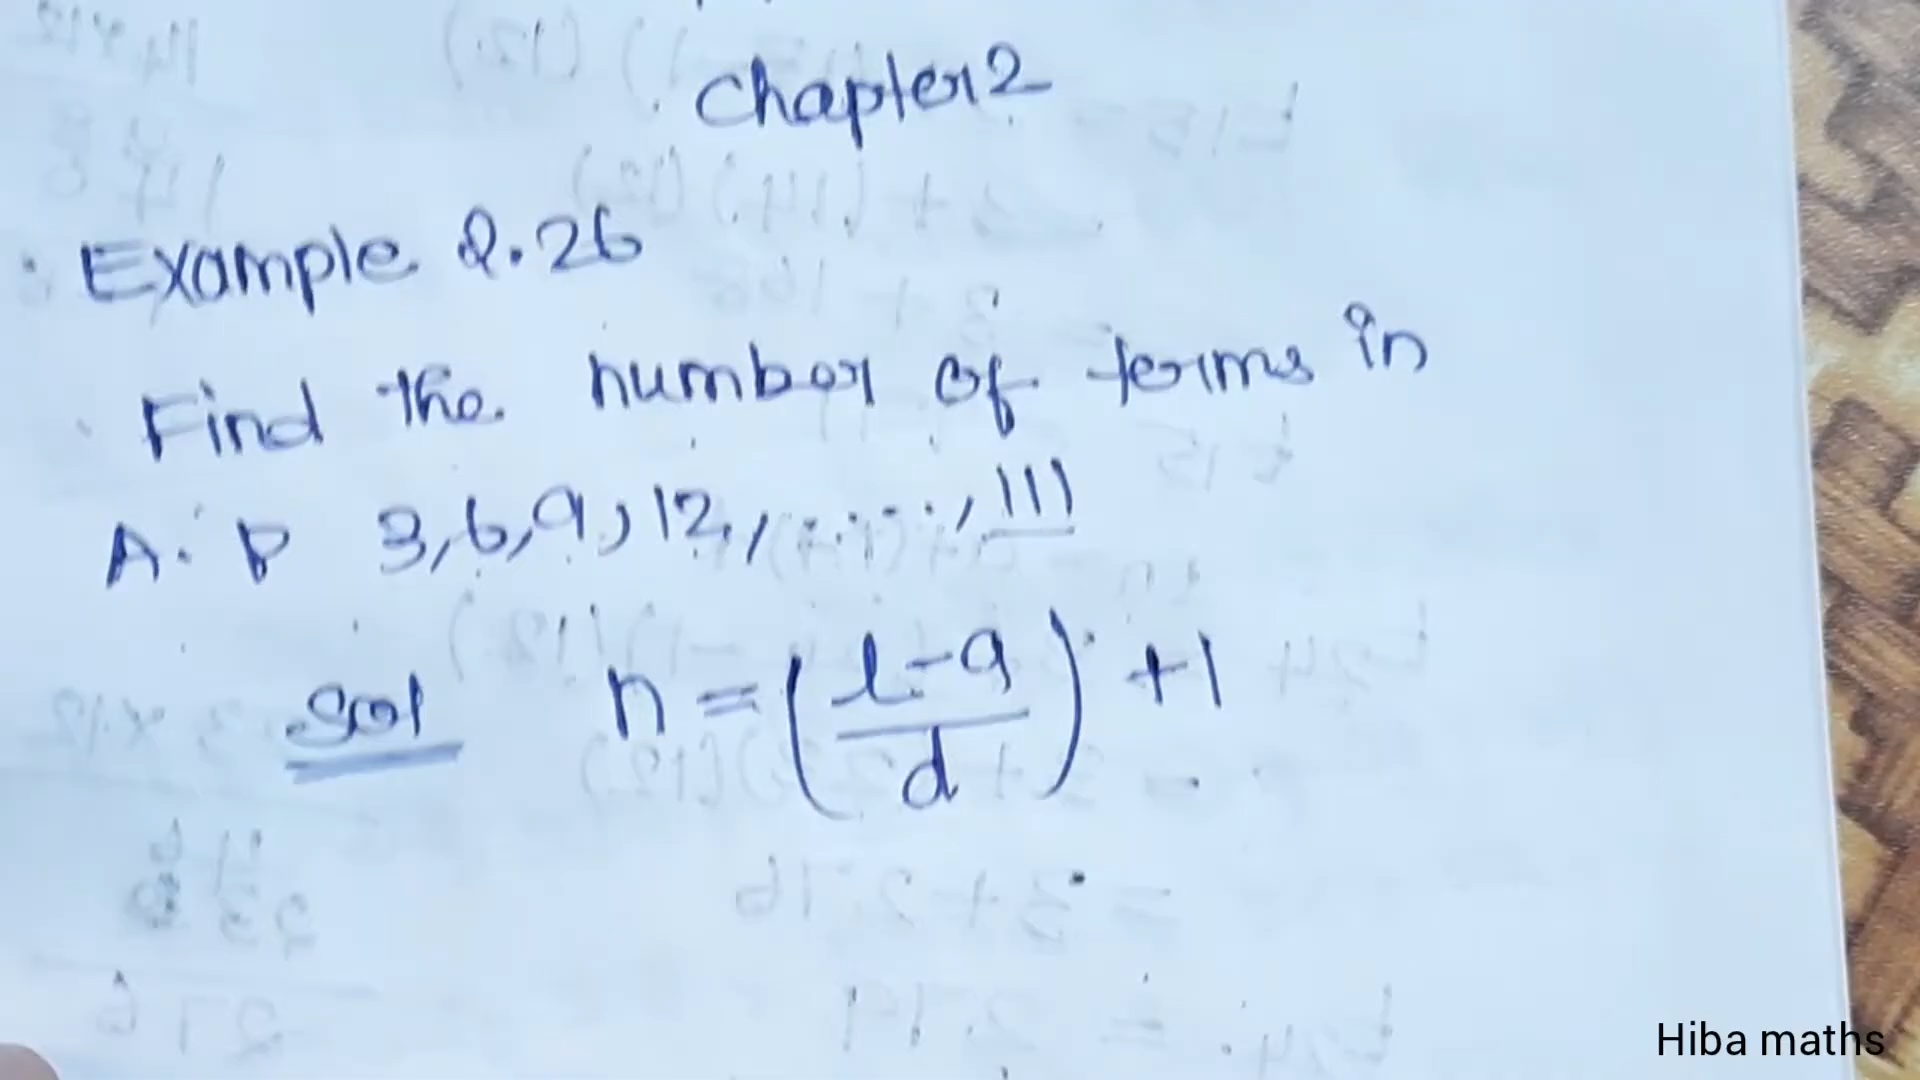 Chapter 2
Example 2.26
Find the number of terms in
A.P 3,6,9,12,.....,111
Sol n = (l-a/d) +1
Hiba maths